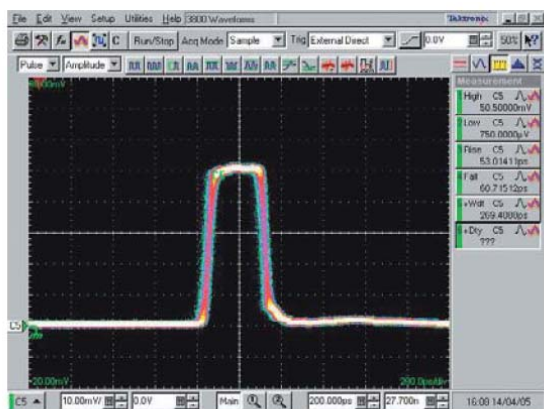 File Edit View Setup Utilities Help 3800 Waveforms Tektronix
C Run/Stop Acq Mode Sample Trig External Direct 0.0V 50%
Pulse Amplitude
Measurement
High C5
50.50000mV
Low C5
750.0000µV
Rise C5
53.01411ps
Fall C5
60.71512ps
+Wdt C5
269.4000ps
+Dty C5
???
C5
-20.00mV 200.0ps/div
C5 10.00mV/ 0.0V Main 200.000ps 27.700n 16:08 14/04/05